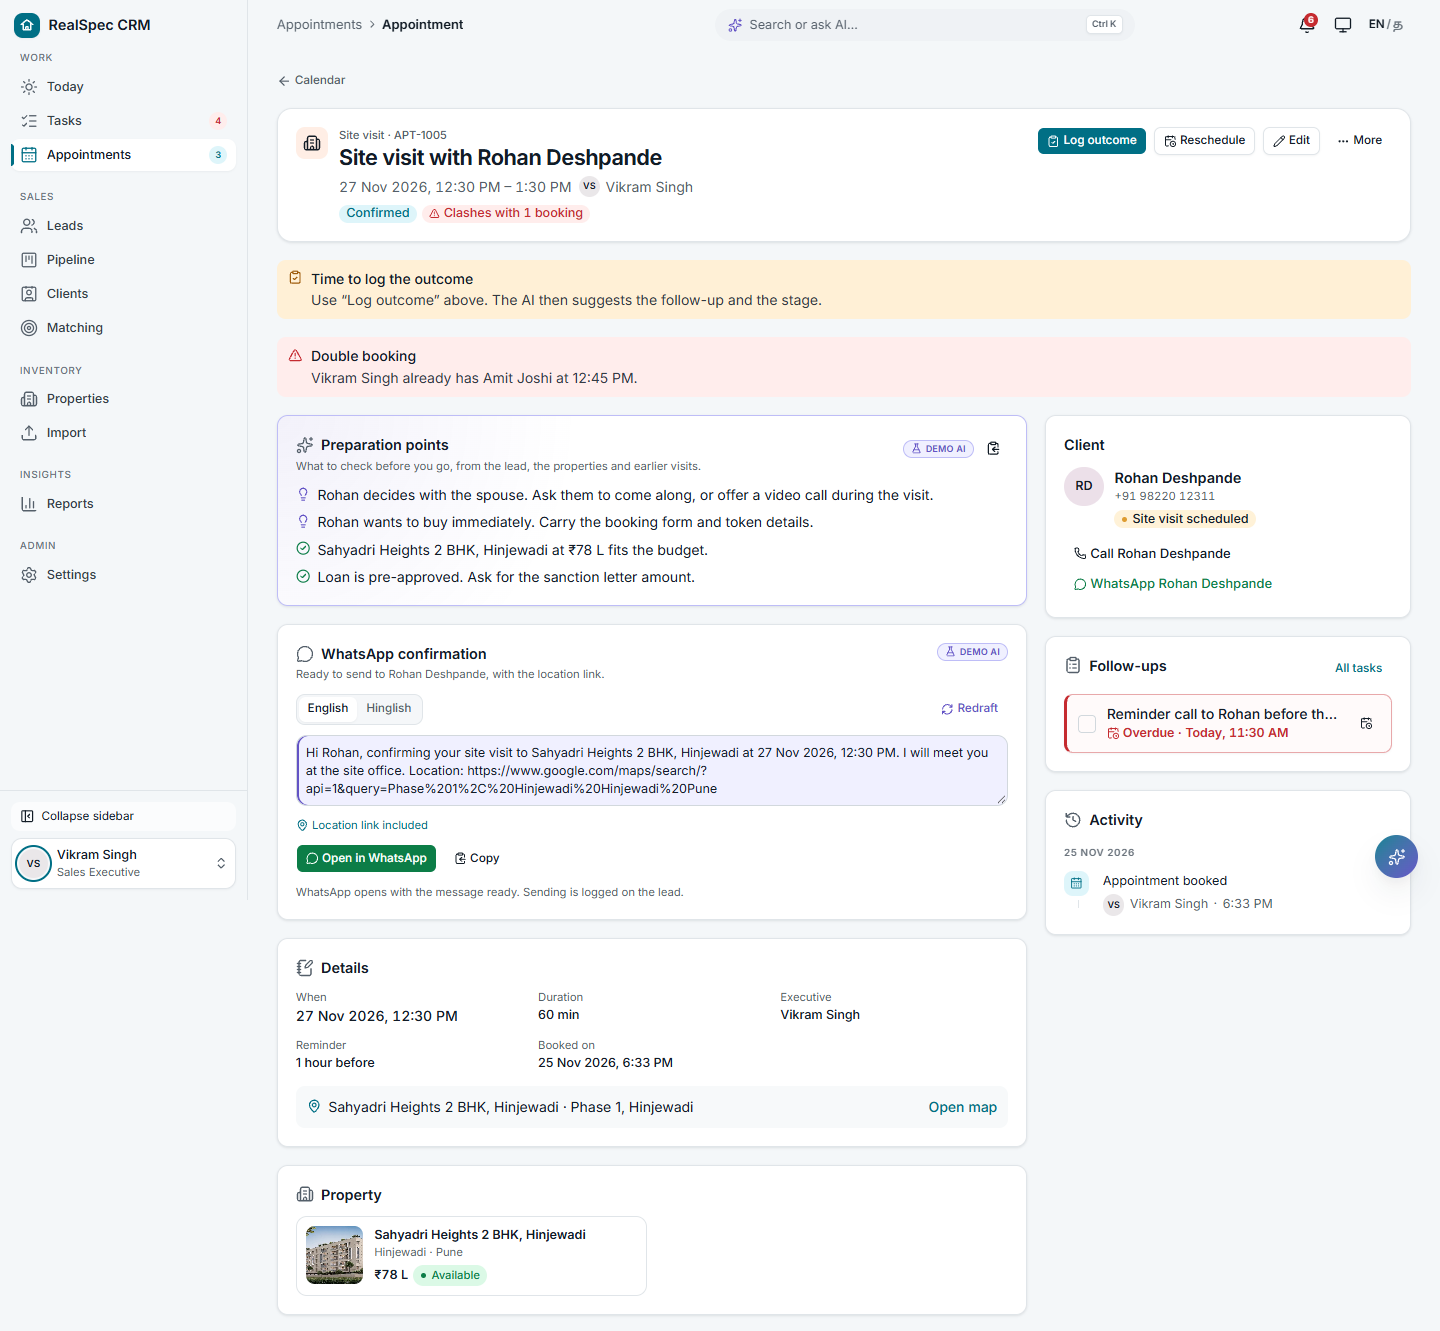 RealSpec CRM
WORK
Today
Tasks
4
Appointments
3
SALES
Leads
Pipeline
Clients
Matching
INVENTORY
Properties
Import
INSIGHTS
Reports
ADMIN
Settings
Collapse sidebar
VS
Vikram Singh
Sales Executive
Appointments
Appointment
Search or ask AI...
Ctrl K
6
EN / த
Calendar
Site visit · APT-1005
Site visit with Rohan Deshpande
27 Nov 2026, 12:30 PM – 1:30 PM VS Vikram Singh
Confirmed
Clashes with 1 booking
Log outcome
Reschedule
Edit
More
Time to log the outcome
Use “Log outcome” above. The AI then suggests the follow-up and the stage.
Double booking
Vikram Singh already has Amit Joshi at 12:45 PM.
Preparation points
DEMO AI
What to check before you go, from the lead, the properties and earlier visits.
Rohan decides with the spouse. Ask them to come along, or offer a video call during the visit.
Rohan wants to buy immediately. Carry the booking form and token details.
Sahyadri Heights 2 BHK, Hinjewadi at ₹78 L fits the budget.
Loan is pre-approved. Ask for the sanction letter amount.
WhatsApp confirmation
DEMO AI
Ready to send to Rohan Deshpande, with the location link.
English
Hinglish
Redraft
Hi Rohan, confirming your site visit to Sahyadri Heights 2 BHK, Hinjewadi at 27 Nov 2026, 12:30 PM. I will meet you
at the site office. Location: https://www.google.com/maps/search/?
api=1&query=Phase%201%2C%20Hinjewadi%20Hinjewadi%20Pune
Location link included
Open in WhatsApp
Copy
WhatsApp opens with the message ready. Sending is logged on the lead.
Details
When
27 Nov 2026, 12:30 PM
Duration
60 min
Executive
Vikram Singh
Reminder
1 hour before
Booked on
25 Nov 2026, 6:33 PM
Sahyadri Heights 2 BHK, Hinjewadi · Phase 1, Hinjewadi
Open map
Property
Sahyadri Heights 2 BHK, Hinjewadi
Hinjewadi · Pune
₹78 L
Available
Client
RD
Rohan Deshpande
+91 98220 12311
Site visit scheduled
Call Rohan Deshpande
WhatsApp Rohan Deshpande
Follow-ups
All tasks
Reminder call to Rohan before th...
Overdue · Today, 11:30 AM
Activity
25 NOV 2026
Appointment booked
VS Vikram Singh · 6:33 PM